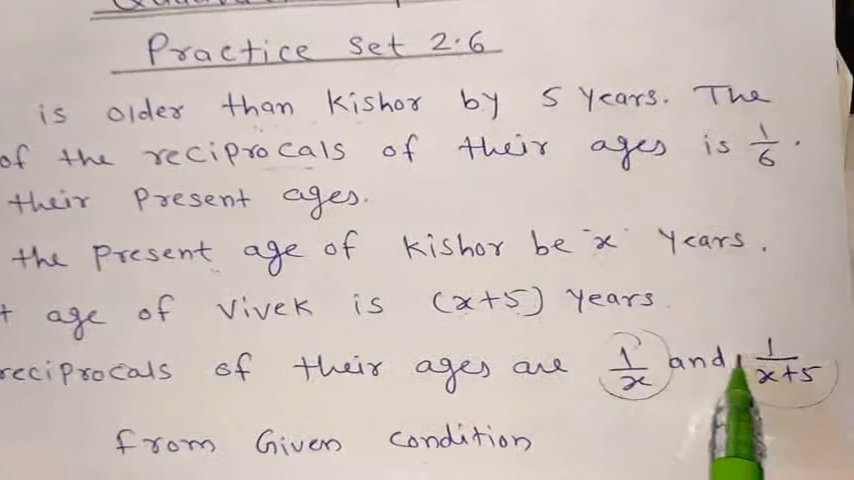 Practice Set 2.6
is older than Kishor by 5 years. The
of the reciprocals of their ages is 1/6.
their present ages.
the present age of Kishor be "x" years.
age of Vivek is (x+5) years.
reciprocals of their ages are 1/x and 1/x+5
from Given condition